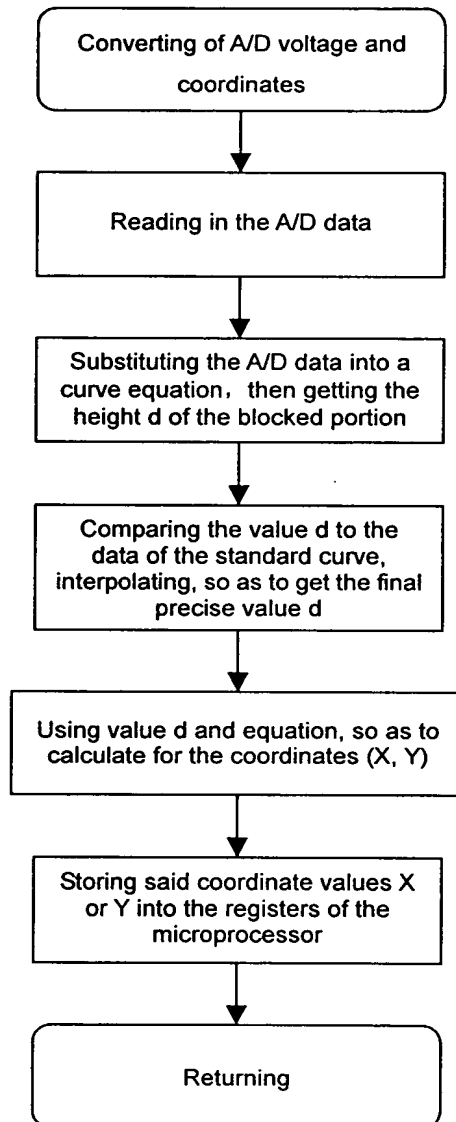 Converting of A/D voltage and
coordinates
Reading in the A/D data
Substituting the A/D data into a
curve equation, then getting the
height d of the blocked portion
Comparing the value d to the
data of the standard curve,
interpolating, so as to get the final
precise value d
Using value d and equation, so as to
calculate for the coordinates (X, Y)
Storing said coordinate values X
or Y into the registers of the
microprocessor
Returning